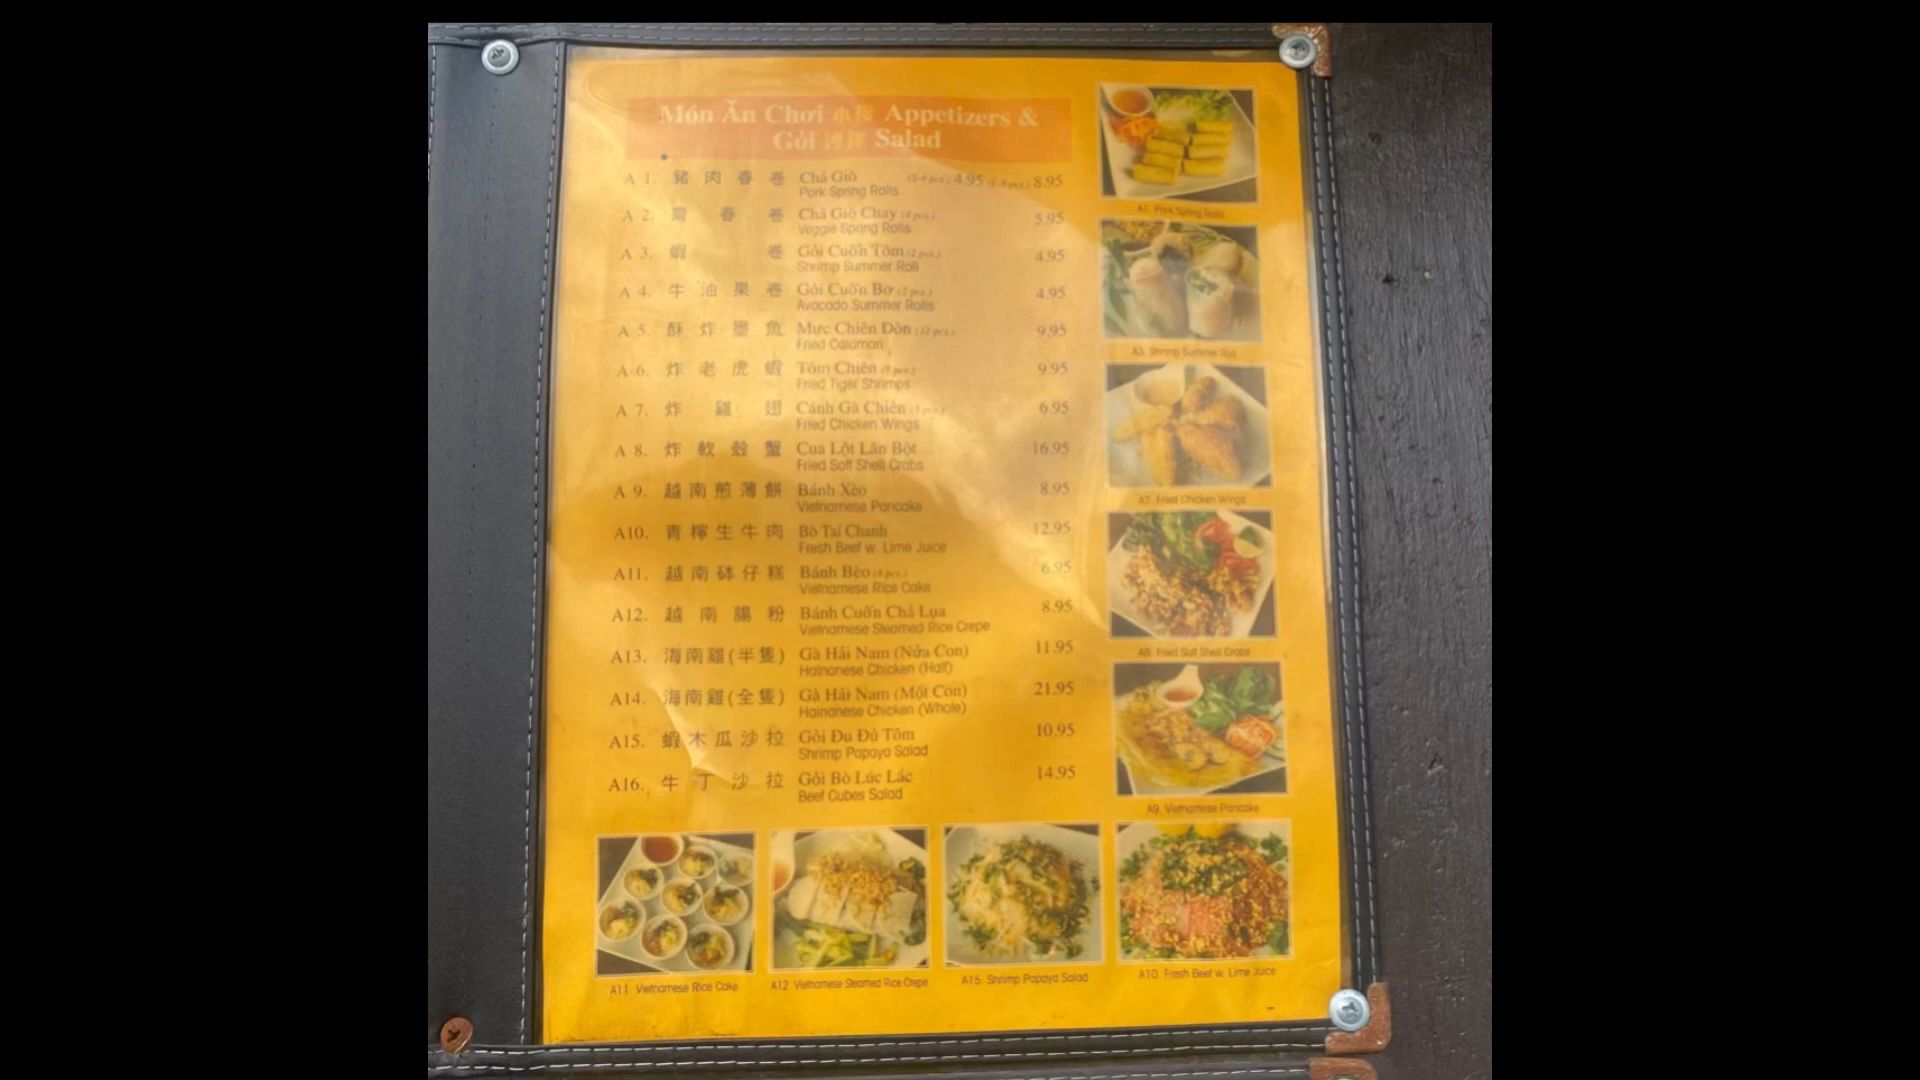 Món Ăn Chơi 小食 Appetizers &
Gỏi 沙拉 Salad
A 1. 豬肉春卷 Chả Giò (3-4 pcs.) 4.95 8.95
Pork Spring Rolls
A 2. 齋春卷 Chả Giò Chay (4 pcs.) 5.95
Veggie Spring Rolls
A 3. 蝦卷 Gỏi Cuốn Tôm (2 pcs.) 4.95
Shrimp Summer Roll
A 4. 牛油果卷 Gỏi Cuốn Bơ (2 pcs.) 4.95
Avocado Summer Rolls
A 5. 酥炸墨魚 Mực Chiên Dòn (12 pcs.) 9.95
Fried Calamari
A 6. 炸老虎蝦 Tôm Chiên 9.95
Fried Tiger Shrimps
A 7. 炸雞翅 Cánh Gà Chiên (5 pcs.) 6.95
Fried Chicken Wings
A 8. 炸軟殼蟹 Cua Lột Lăn Bột 16.95
Fried Soft Shell Crabs
A 9. 越南煎薄餅 Bánh Xèo 8.95
Vietnamese Pancake
A10. 青檸生牛肉 Bò Tái Chanh 12.95
Fresh Beef w. Lime Juice
A11. 越南砵仔糕 Bánh Bèo (8 pcs.) 6.95
Vietnamese Rice Cake
A12. 越南腸粉 Bánh Cuốn Chả Lụa 8.95
Vietnamese Steamed Rice Crepe
A13. 海南雞(半隻) Gà Hải Nam (Nửa Con) 11.95
Hainanese Chicken (Half)
A14. 海南雞(全隻) Gà Hải Nam (Một Con) 21.95
Hainanese Chicken (Whole)
A15. 蝦木瓜沙拉 Gỏi Đu Đủ Tôm 10.95
Shrimp Papaya Salad
A16. 牛丁沙拉 Gỏi Bò Lúc Lắc 14.95
Beef Cubes Salad
A1. Pork Spring Rolls
A3. Shrimp Summer Roll
A7. Fried Chicken Wings
A8. Fried Soft Shell Crabs
A9. Vietnamese Pancake
A11. Vietnamese Rice Cake
A12. Vietnamese Steamed Rice Crepe
A15. Shrimp Papaya Salad
A10. Fresh Beef w. Lime Juice